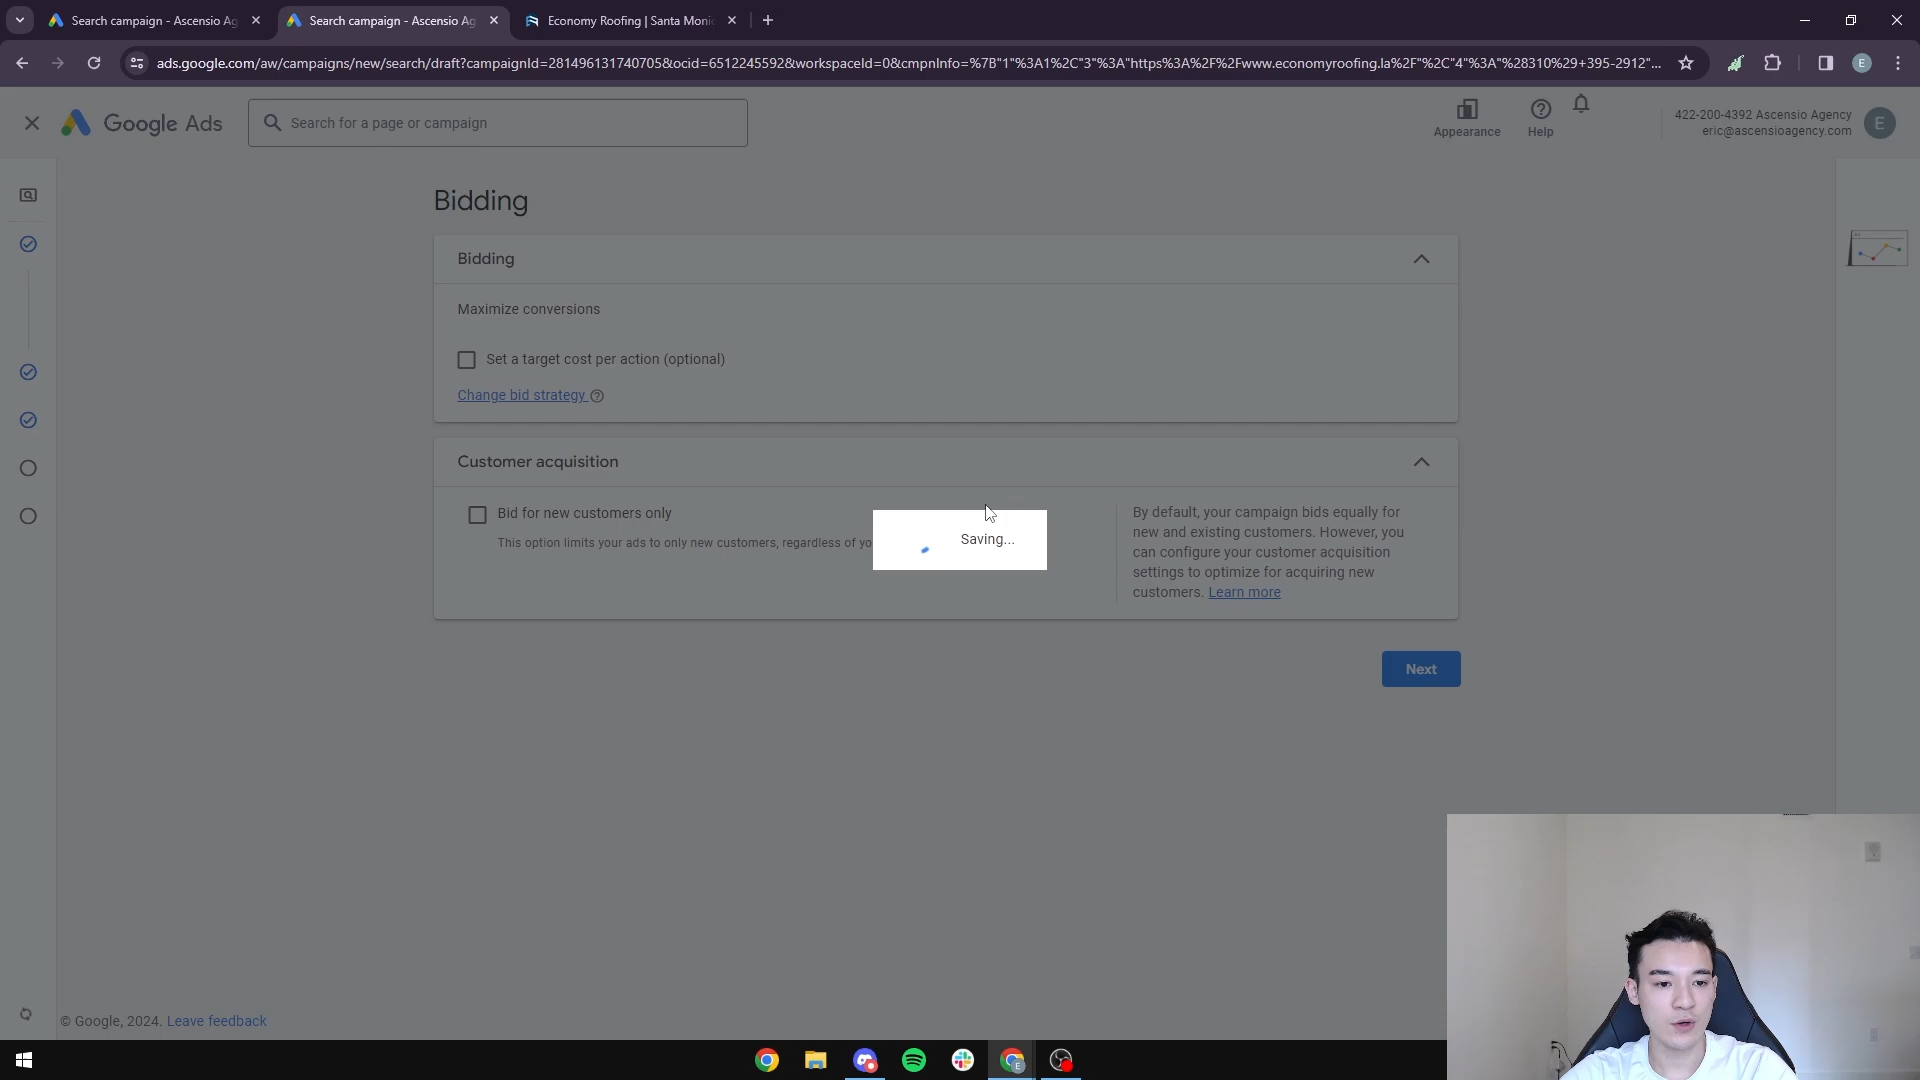 Search campaign - Ascensio Ag
Search campaign - Ascensio Ag
Economy Roofing | Santa Monic
ads.google.com/aw/campaigns/new/search/draft?campaignId=281496131740705&ocid=6512245592&workspaceId=0&cmpnInfo=%7B"1"%3A1%2C"3"%3A"https%3A%2F%2Fwww.economyroofing.la%2F"%2C"4"%3A"%28310%29+395-2912"...
E
Google Ads
Search for a page or campaign
Appearance
Help
422-200-4392 Ascensio Agency
eric@ascensioagency.com
E
Bidding
Bidding
Maximize conversions
Set a target cost per action (optional)
Change bid strategy
Customer acquisition
Bid for new customers only
This option limits your ads to only new customers, regardless of yo
Saving...
By default, your campaign bids equally for
new and existing customers. However, you
can configure your customer acquisition
settings to optimize for acquiring new
customers. Learn more
Next
© Google, 2024. Leave feedback